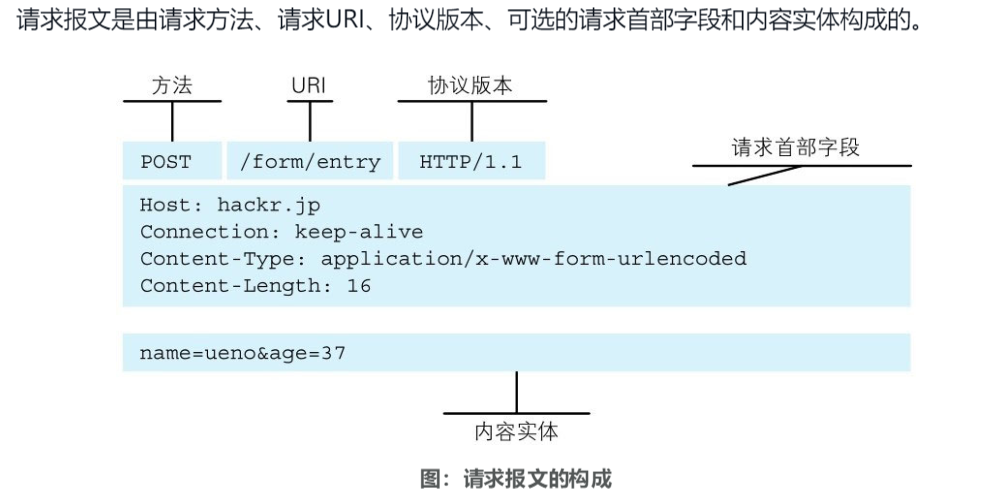 请求报文是由请求方法、请求URI、协议版本、可选的请求首部字段和内容实体构成的。
方法 URI 协议版本
POST /form/entry HTTP/1.1
请求首部字段
Host: hackr.jp
Connection: keep-alive
Content-Type: application/x-www-form-urlencoded
Content-Length: 16
name=ueno&age=37
内容实体
图：请求报文的构成